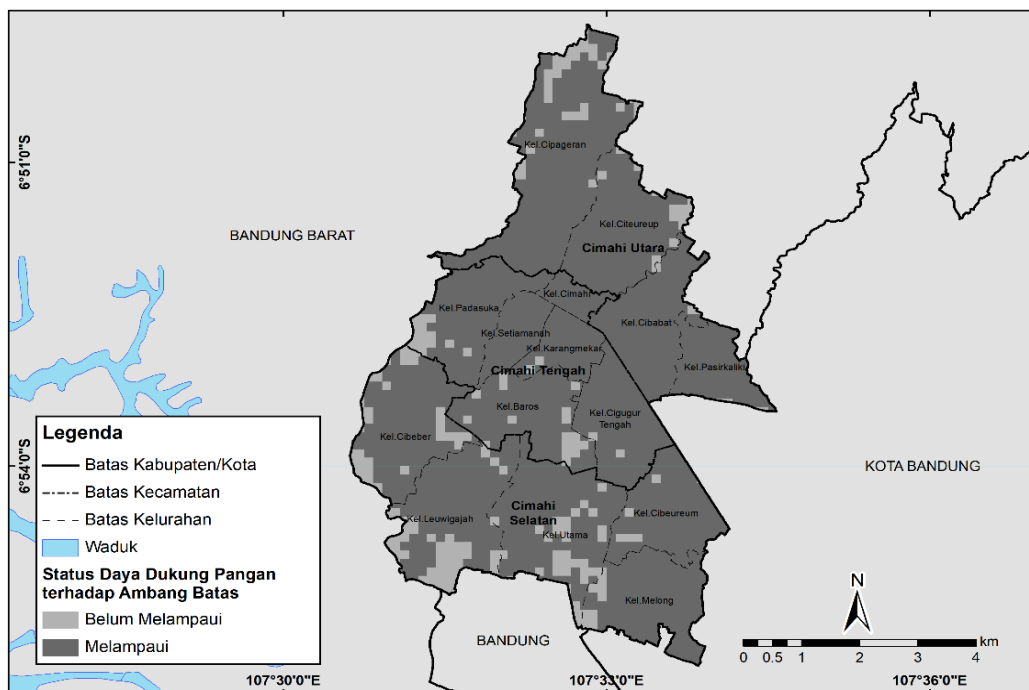 6°51'0"S
6°54'0"S
BANDUNG BARAT
Kel.Cipageran
Kel.Citeureup
Cimahi Utara
Kel.Cimahi
Kel.Padasuka
Kel.Setiamanah
Kel.Cibabat
Kel.Karangmekar
Cimahi Tengah
Kel.Pasirkaliki
Kel.Baros
Kel.Cigugur
Tengah
Kel.Cibeber
KOTA BANDUNG
Cimahi
Selatan
Kel.Leuwigajah
Kel.Utama
Kel.Cibeureum
Kel.Melong
BANDUNG
Legenda
Batas Kabupaten/Kota
Batas Kecamatan
Batas Kelurahan
Waduk
Status Daya Dukung Pangan
terhadap Ambang Batas
Belum Melampaui
Melampaui
N
km
0 0.5 1 2 3 4
107°30'0"E
107°33'0"E
107°36'0"E